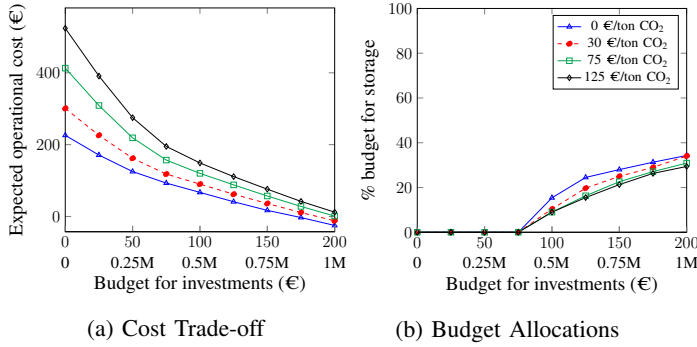 Expected operational cost (€)
400
200
0
0 50 100 150 200
0 0.25M 0.5M 0.75M 1M
Budget for investments (€)
(a) Cost Trade-off
% budget for storage
100
80
60
40
20
0
0 €/ton CO₂
30 €/ton CO₂
75 €/ton CO₂
125 €/ton CO₂
0 50 100 150 200
0 0.25M 0.5M 0.75M 1M
Budget for investments (€)
(b) Budget Allocations